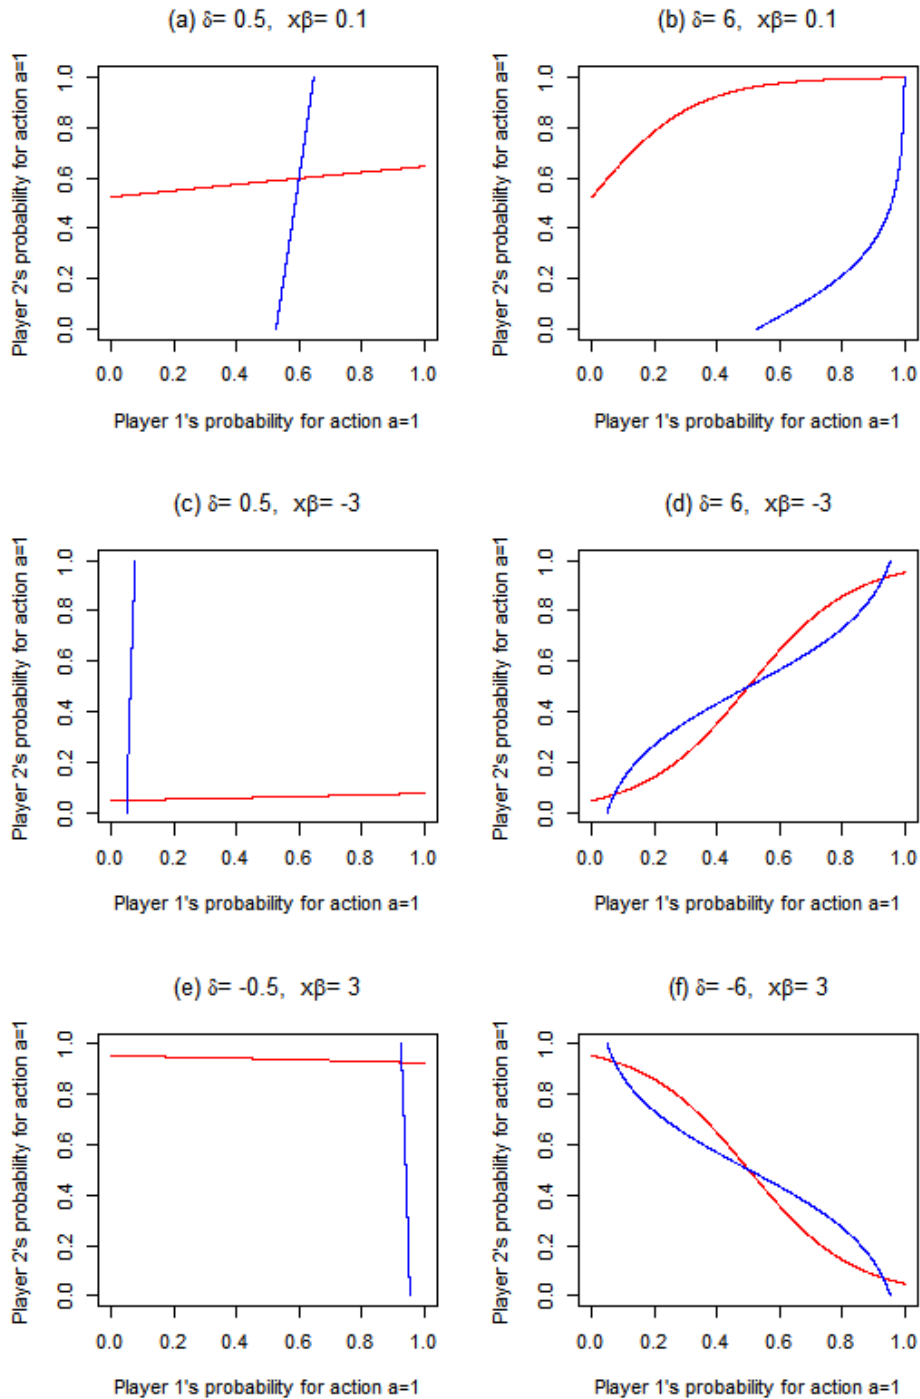 (a) δ= 0.5,  xβ= 0.1
Player 2's probability for action a=1
0.0 0.2 0.4 0.6 0.8 1.0
0.0 0.2 0.4 0.6 0.8 1.0
Player 1's probability for action a=1
(b) δ= 6,  xβ= 0.1
Player 2's probability for action a=1
0.0 0.2 0.4 0.6 0.8 1.0
0.0 0.2 0.4 0.6 0.8 1.0
Player 1's probability for action a=1
(c) δ= 0.5,  xβ= -3
Player 2's probability for action a=1
0.0 0.2 0.4 0.6 0.8 1.0
0.0 0.2 0.4 0.6 0.8 1.0
Player 1's probability for action a=1
(d) δ= 6,  xβ= -3
Player 2's probability for action a=1
0.0 0.2 0.4 0.6 0.8 1.0
0.0 0.2 0.4 0.6 0.8 1.0
Player 1's probability for action a=1
(e) δ= -0.5,  xβ= 3
Player 2's probability for action a=1
0.0 0.2 0.4 0.6 0.8 1.0
0.0 0.2 0.4 0.6 0.8 1.0
Player 1's probability for action a=1
(f) δ= -6,  xβ= 3
Player 2's probability for action a=1
0.0 0.2 0.4 0.6 0.8 1.0
0.0 0.2 0.4 0.6 0.8 1.0
Player 1's probability for action a=1